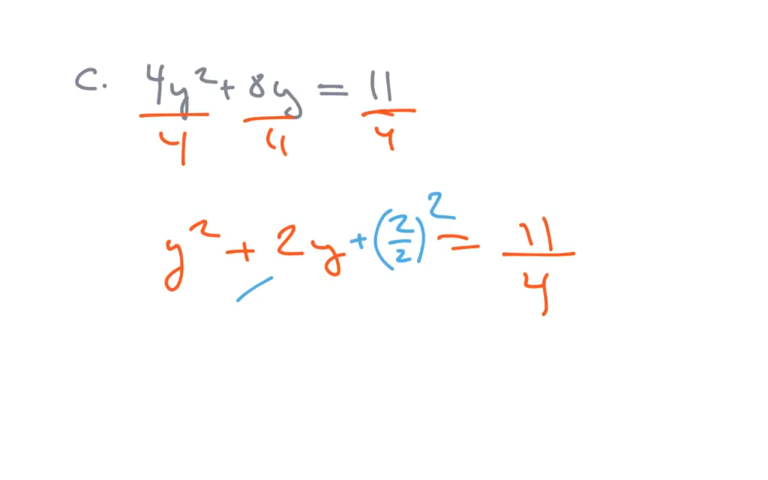 C. 4y² + 8y = 11
4 4 4
y² + 2y + (2/2)² = 11/4